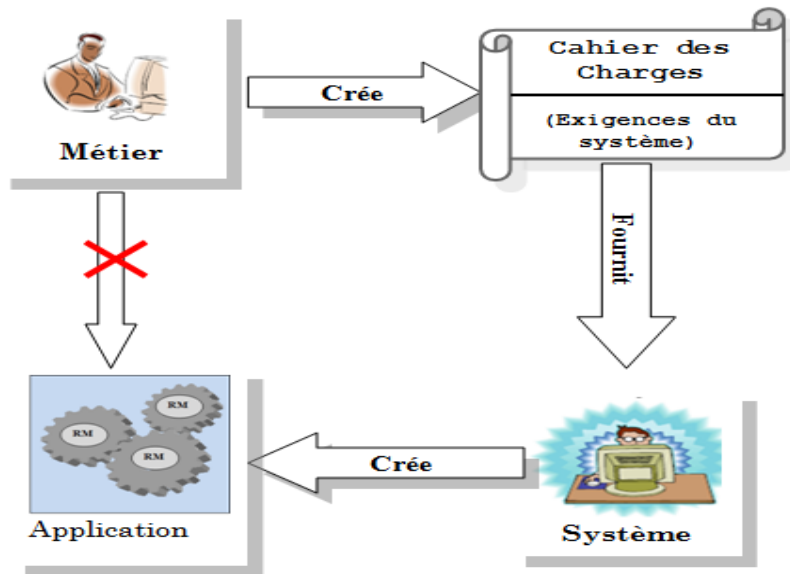 Cahier des
Charges
(Exigences du
système)
Crée
Métier
Fournit
RM
RM
RM
Application
Crée
Système